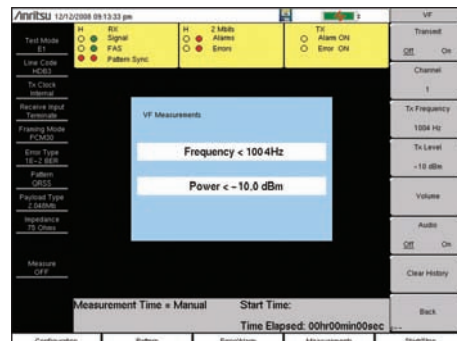 Anritsu 12/12/2008 09:13:33 pm
VF
Test Mode
E1
Line Code
HDB3
Tx Clock
Internal
Receive Input
Terminate
Framing Mode
PCM30
Error Type
1E-2 BER
Pattern
QRSS
Payload Type
2.048Mb
Impedance
75 Ohms
Measure
OFF
H RX
Signal
FAS
Pattern Sync
H 2 Mbits
Alarms
Errors
TX
Alarm ON
Error ON
VF Measurements
Frequency < 1004Hz
Power < -10.0 dBm
Transmit
Off On
Channel
1
Tx Frequency
1004 Hz
Tx Level
-10 dBm
Volume
Audio
Off On
Clear History
Back
Measurement Time = Manual Start Time:
Time Elapsed: 00hr00min00sec ---
Configuration Pattern Error/Alarm Measurements Start/Stop